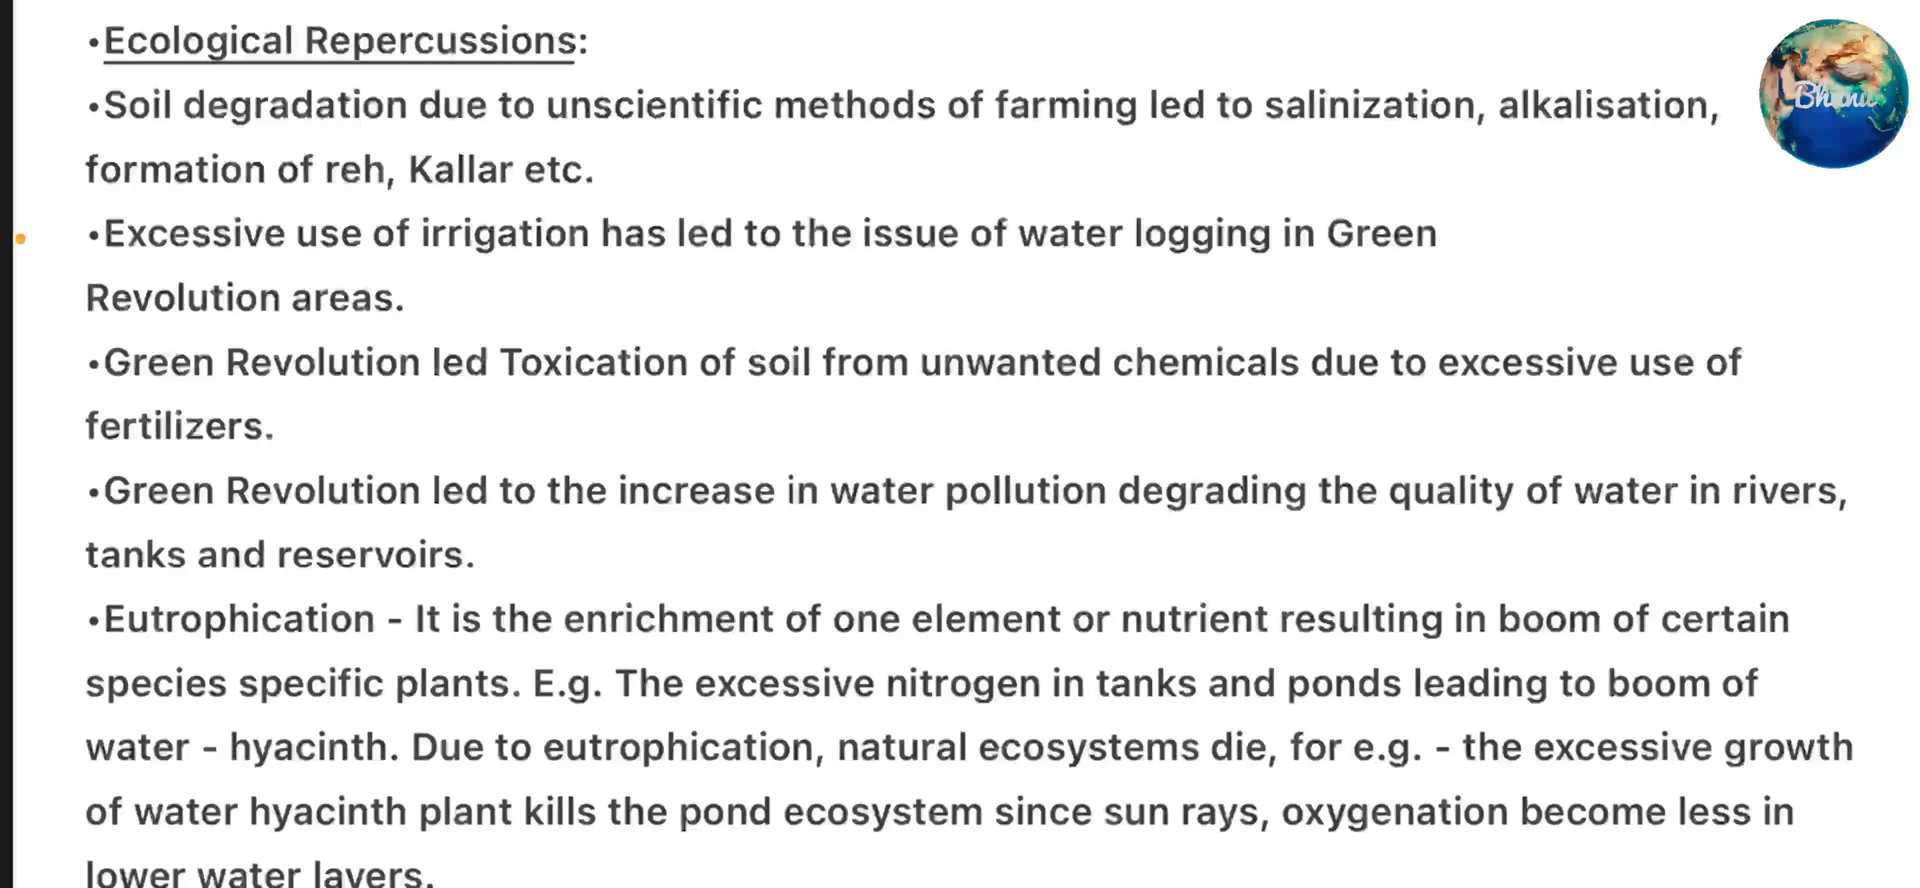 •Ecological Repercussions:
•Soil degradation due to unscientific methods of farming led to salinization, alkalisation,
formation of reh, Kallar etc.
•Excessive use of irrigation has led to the issue of water logging in Green
Revolution areas.
•Green Revolution led Toxication of soil from unwanted chemicals due to excessive use of
fertilizers.
•Green Revolution led to the increase in water pollution degrading the quality of water in rivers,
tanks and reservoirs.
•Eutrophication - It is the enrichment of one element or nutrient resulting in boom of certain
species specific plants. E.g. The excessive nitrogen in tanks and ponds leading to boom of
water - hyacinth. Due to eutrophication, natural ecosystems die, for e.g. - the excessive growth
of water hyacinth plant kills the pond ecosystem since sun rays, oxygenation become less in
lower water layers.